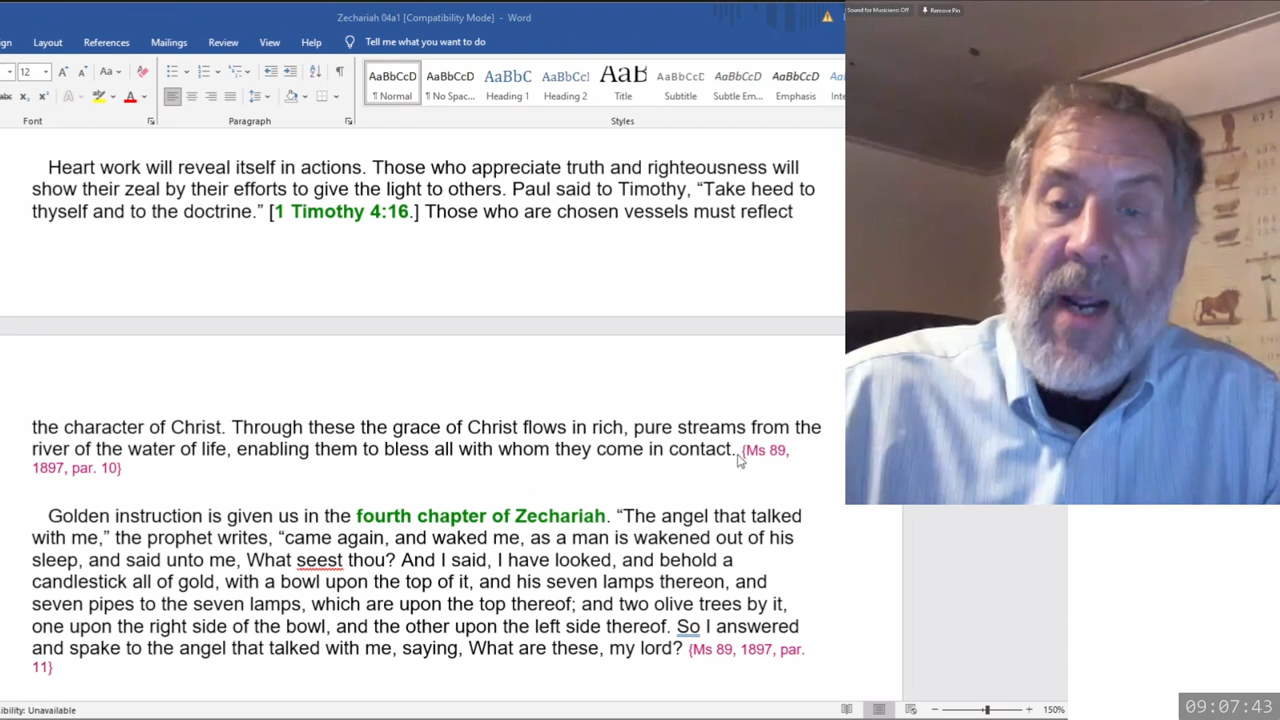 Zechariah 04a1 [Compatibility Mode] - Word
Layout References Mailings Review View Help Tell me what you want to do
12 Aa
AaBbCcD AaBbCcD AaBbC AaBbCcl AaB AaBbCcD AaBbCcD AaBbCcD
¶ Normal ¶ No Spac... Heading 1 Heading 2 Title Subtitle Subtle Em... Emphasis
Font Paragraph Styles
Heart work will reveal itself in actions. Those who appreciate truth and righteousness will
show their zeal by their efforts to give the light to others. Paul said to Timothy, “Take heed to
thyself and to the doctrine.” [1 Timothy 4:16.] Those who are chosen vessels must reflect
the character of Christ. Through these the grace of Christ flows in rich, pure streams from the
river of the water of life, enabling them to bless all with whom they come in contact. {Ms 89,
1897, par. 10}
Golden instruction is given us in the fourth chapter of Zechariah. “The angel that talked
with me,” the prophet writes, “came again, and waked me, as a man is wakened out of his
sleep, and said unto me, What seest thou? And I said, I have looked, and behold a
candlestick all of gold, with a bowl upon the top of it, and his seven lamps thereon, and
seven pipes to the seven lamps, which are upon the top thereof; and two olive trees by it,
one upon the right side of the bowl, and the other upon the left side thereof. So I answered
and spake to the angel that talked with me, saying, What are these, my lord? {Ms 89, 1897, par.
11}
ibility: Unavailable
150%
Sound for Musicians: Off Remove Pin
09:07:43